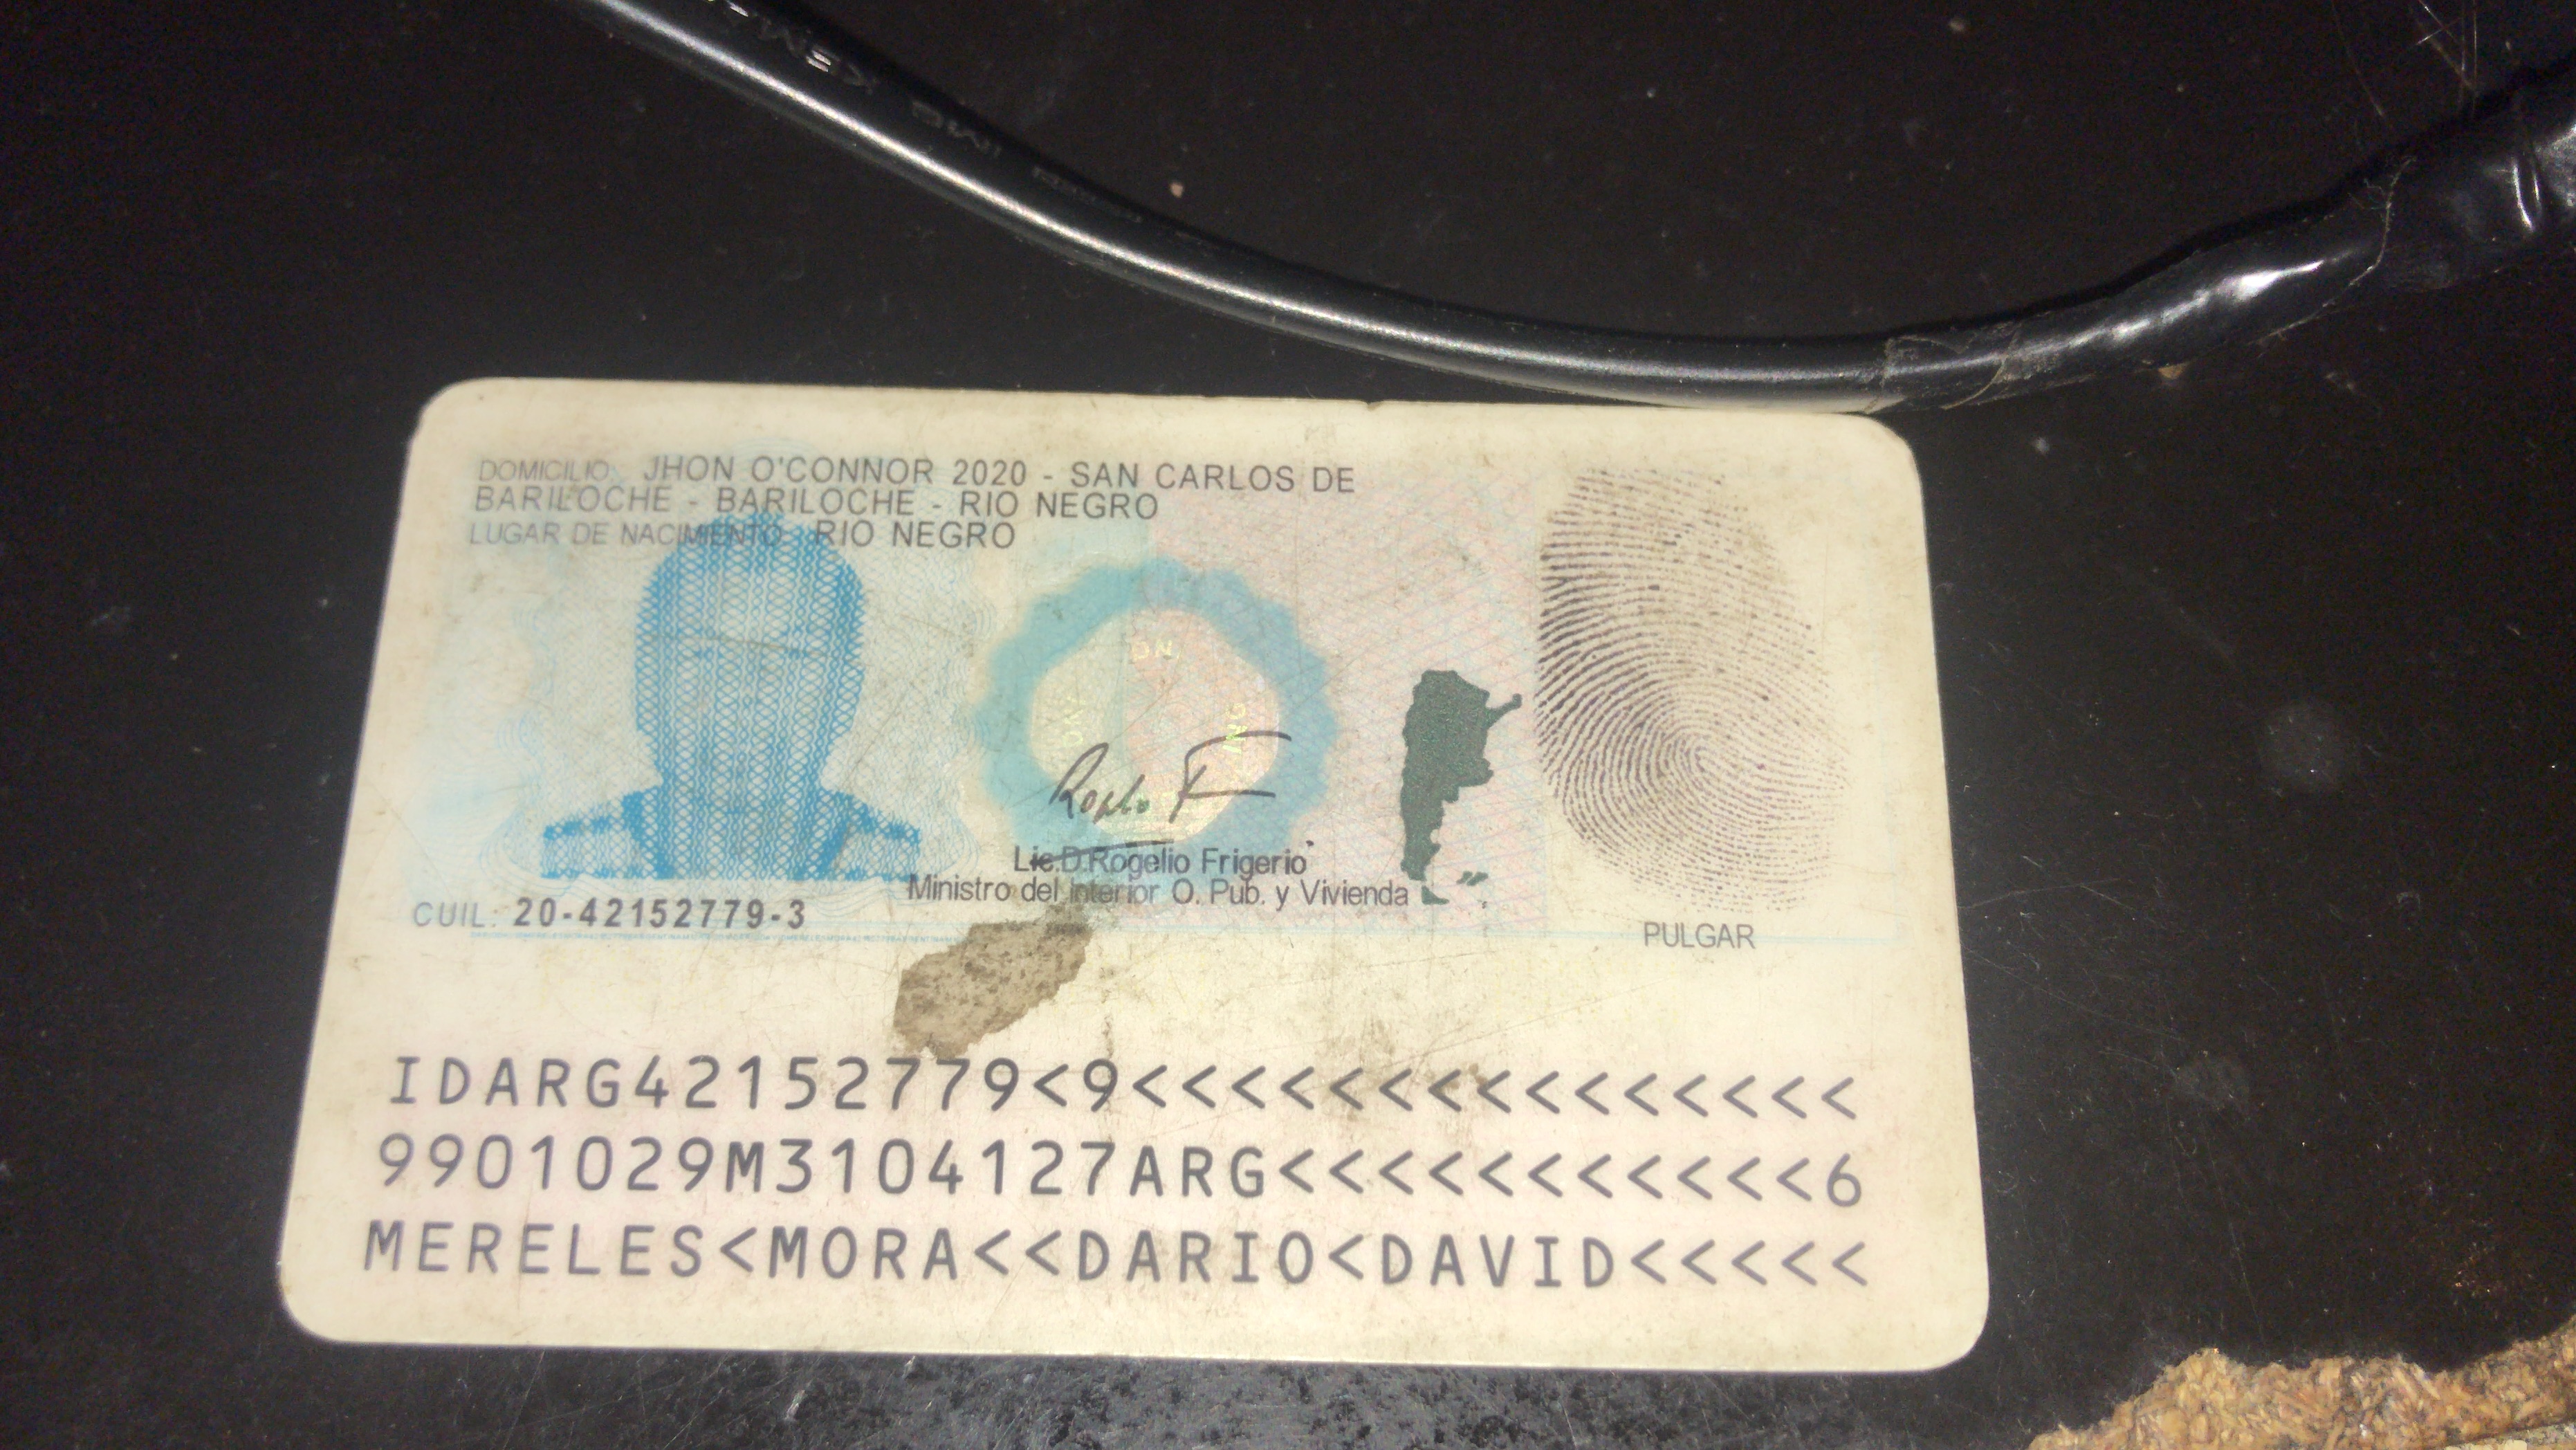 DOMICILIO: JHON O'CONNOR 2020 - SAN CARLOS DE
BARILOCHE - BARILOCHE - RIO NEGRO
LUGAR DE NACIMIENTO: RIO NEGRO
Lic. Rogelio Frigerio
Ministro del Interior O. Pub. y Vivienda
CUIL: 20-42152779-3
PULGAR
IDARG42152779<9<<<<<<<<<<<<<<<
9901029M3104127ARG<<<<<<<<<<<6
MERELES<MORA<<DARIO<DAVID<<<<<